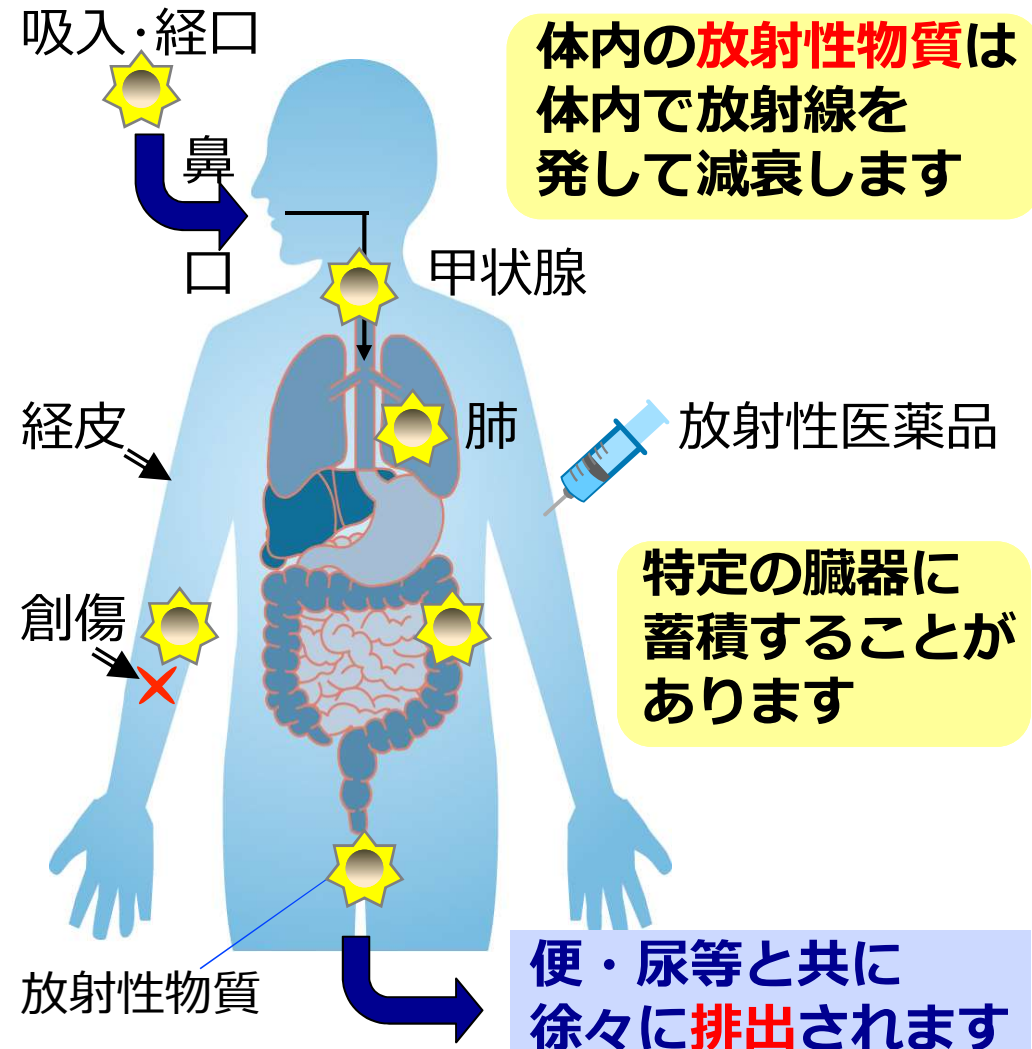 吸入・経口
体内の放射性物質は
体内で放射線を
発して減衰します
鼻
口
甲状腺
経皮
肺
放射性医薬品
創傷
特定の臓器に
蓄積することが
あります
放射性物質
便・尿等と共に
徐々に排出されます